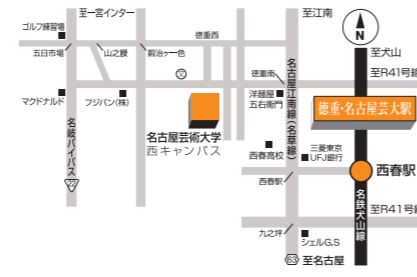 至一宮インター
至江南
ゴルフ練習場
徳重西
N
至犬山
五日市場
山之腰
鍛治ヶ一色
文
徳重南
至R41号線
マクドナルド
フジパン(株)
洋麺屋
五右衛門
徳重・名古屋芸大駅
名古屋江南線(名草線)
名古屋芸術大学
西キャンパス
名岐バイパス
22
西春高校
三菱東京
UFJ銀行
西春駅
西春駅
名鉄犬山線
至R41号線
九之坪
シェルG.S
63
至名古屋